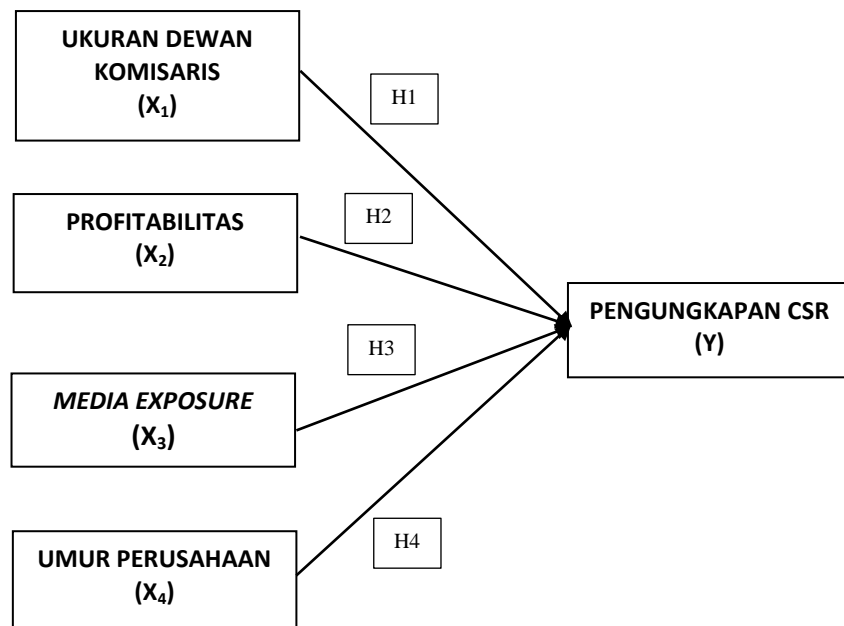 UKURAN DEWAN
KOMISARIS
(X₁)
H1
PROFITABILITAS
(X₂)
H2
PENGUNGKAPAN CSR
(Y)
H3
MEDIA EXPOSURE
(X₃)
H4
UMUR PERUSAHAAN
(X₄)